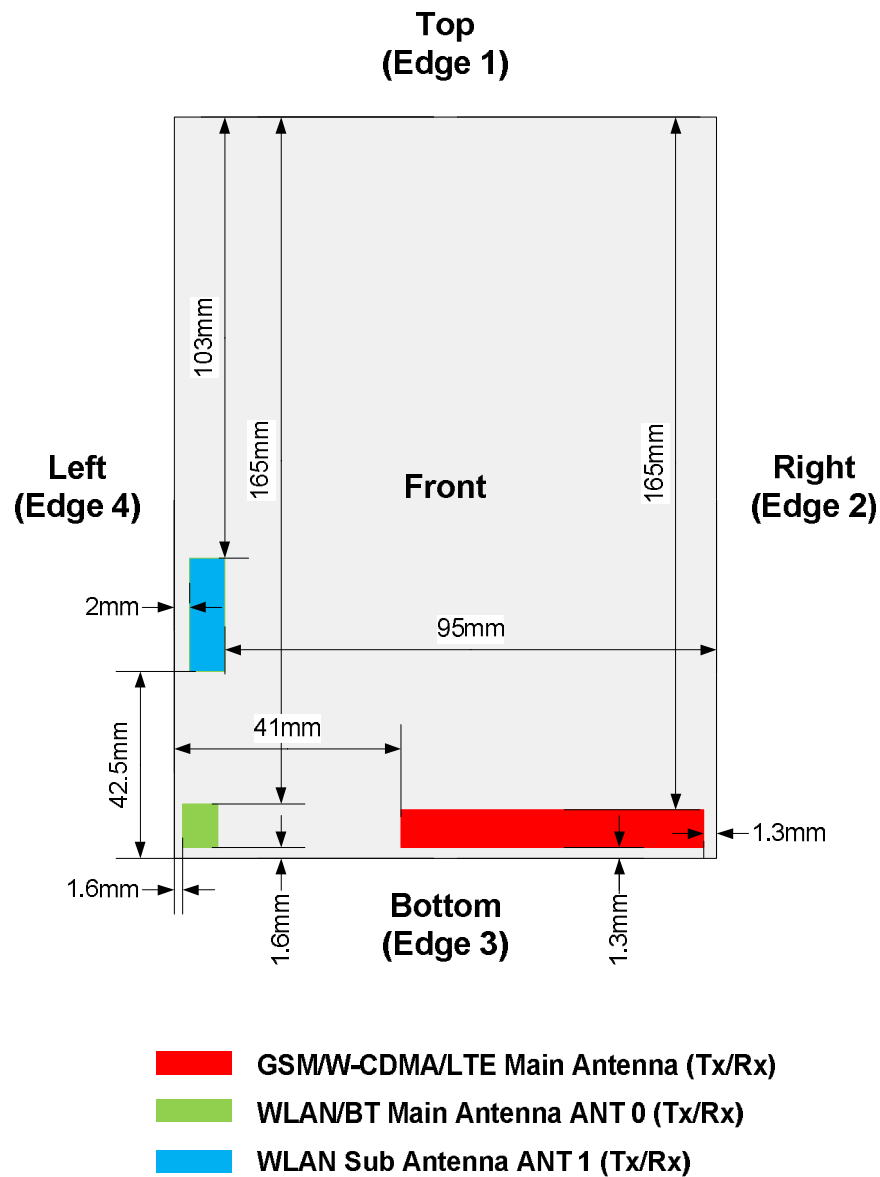 Top
(Edge 1)
103mm
165mm
165mm
Left
(Edge 4)
Front
Right
(Edge 2)
2mm
95mm
41mm
42.5mm
1.3mm
1.6mm
1.6mm
Bottom
(Edge 3)
1.3mm
GSM/W-CDMA/LTE Main Antenna (Tx/Rx)
WLAN/BT Main Antenna ANT 0 (Tx/Rx)
WLAN Sub Antenna ANT 1 (Tx/Rx)